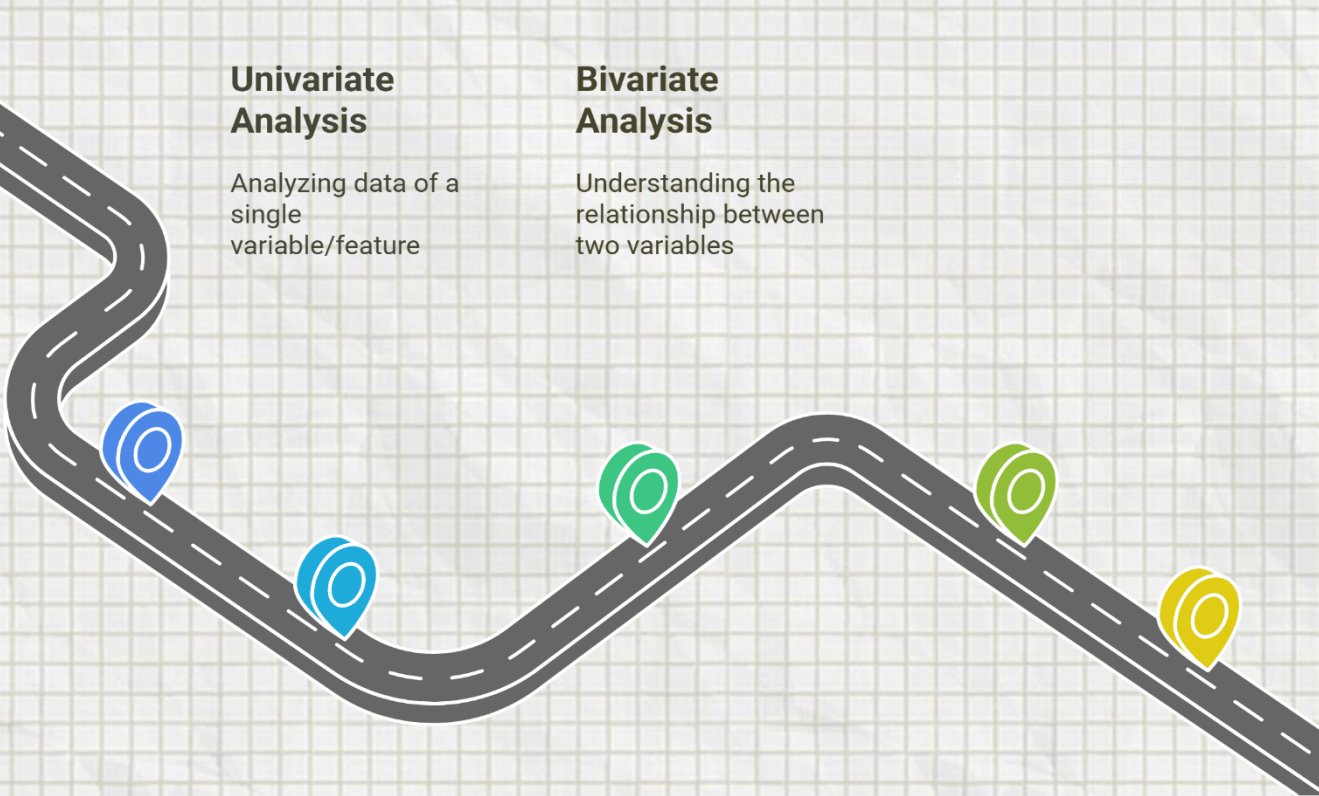 Univariate
Analysis
Analyzing data of a
single
variable/feature
Bivariate
Analysis
Understanding the
relationship between
two variables